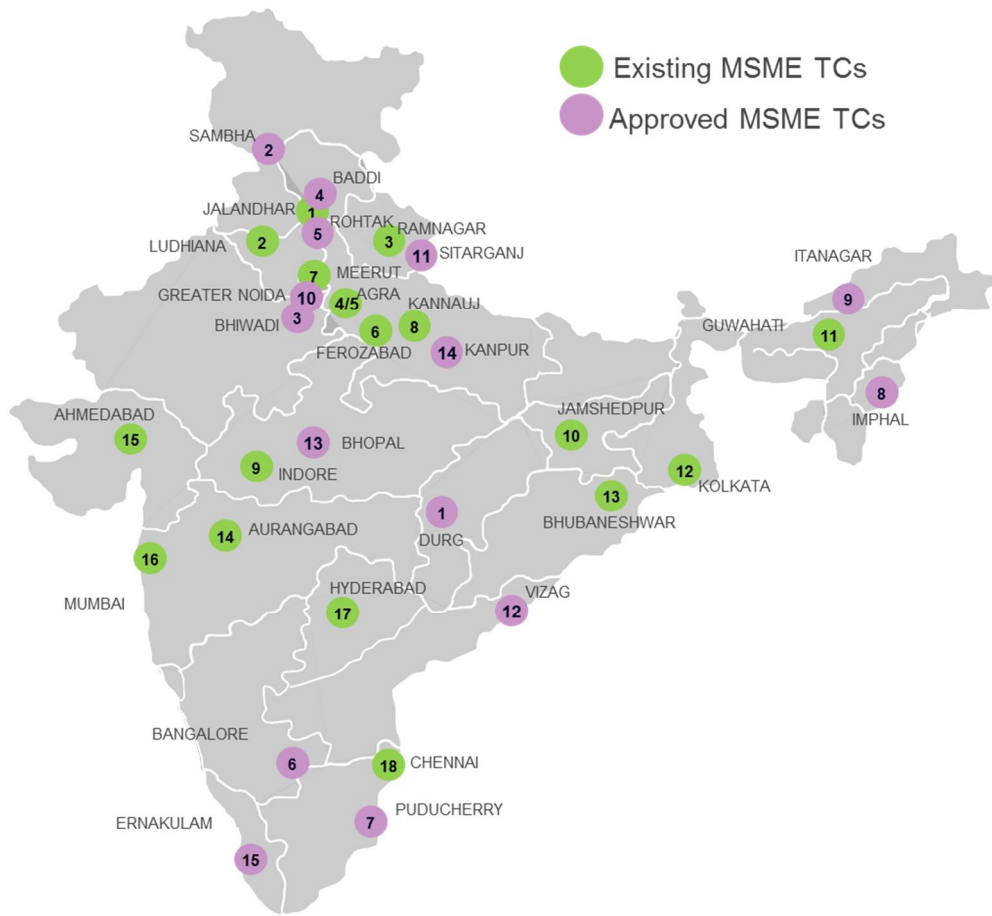 Existing MSME TCs
Approved MSME TCs
SAMBHA
2
BADDI
4
JALANDHAR
1
ROHTAK
5
RAMNAGAR
3
LUDHIANA
2
11
SITARGANJ
7
MEERUT
GREATER NOIDA
10
4/5
AGRA
BHIWADI
3
KANNAUJ
8
6
FEROZABAD
14
KANPUR
ITANAGAR
9
GUWAHATI
11
8
IMPHAL
AHMEDABAD
15
13
BHOPAL
9
INDORE
JAMSHEDPUR
10
12
KOLKATA
13
BHUBANESHWAR
1
DURG
14
AURANGABAD
16
MUMBAI
HYDERABAD
17
VIZAG
12
BANGALORE
6
18
CHENNAI
7
PUDUCHERRY
ERNAKULAM
15